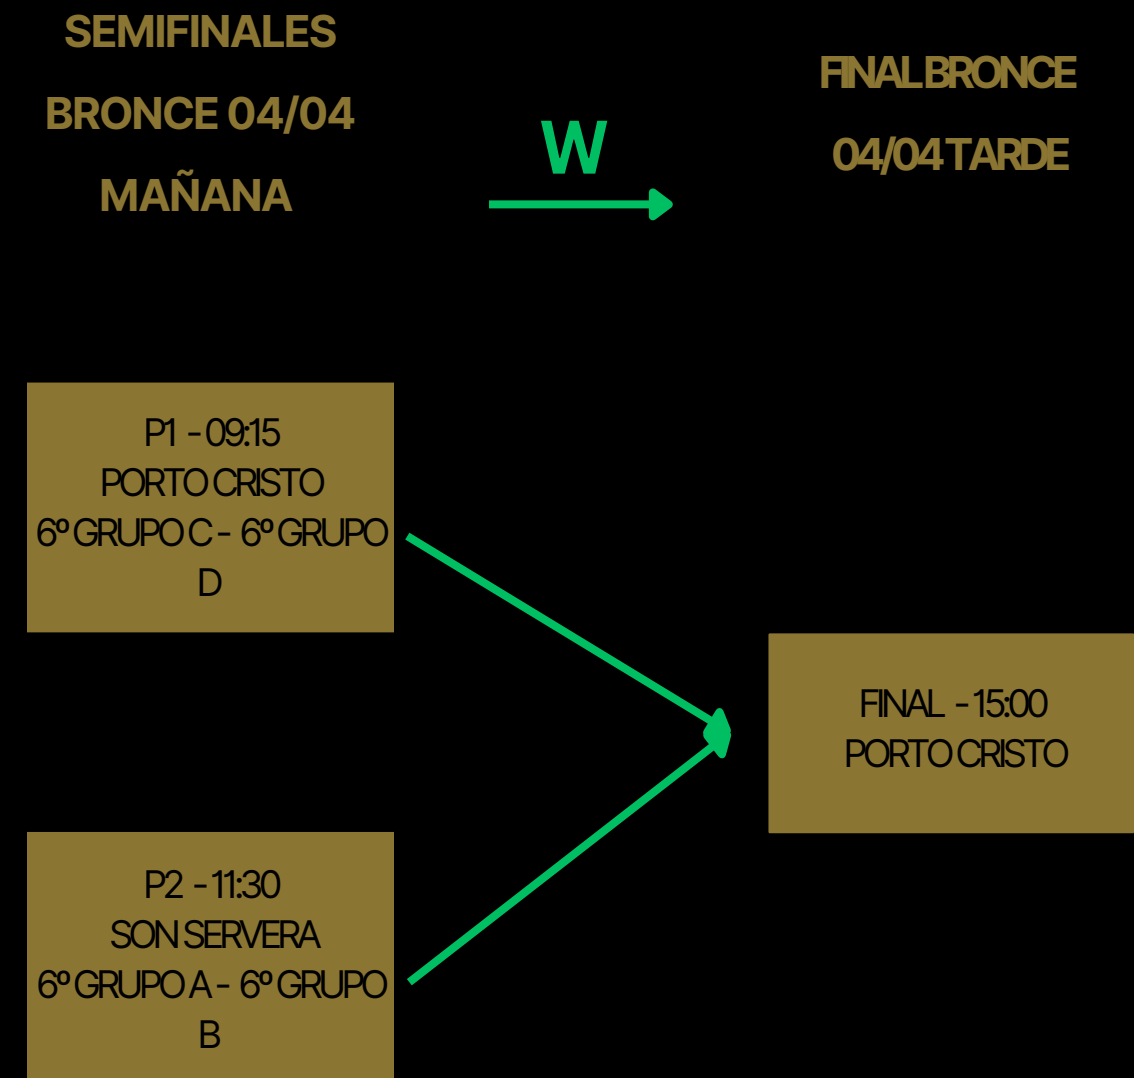 SEMIFINALES
BRONCE 04/04
MAÑANA
W
FINAL BRONCE
04/04 TARDE
P1 - 09:15
PORTO CRISTO
6º GRUPO C - 6º GRUPO
D
FINAL - 15:00
PORTO CRISTO
P2 - 11:30
SON SERVERA
6º GRUPO A - 6º GRUPO
B